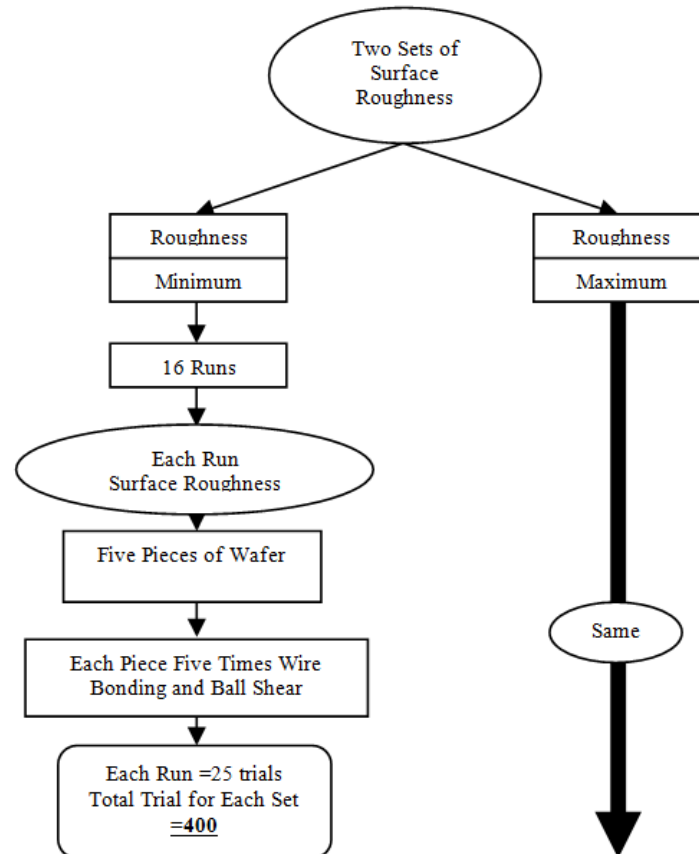 Two Sets of
Surface
Roughness
Roughness
Minimum
Roughness
Maximum
16 Runs
Each Run
Surface Roughness
Five Pieces of Wafer
Each Piece Five Times Wire
Bonding and Ball Shear
Same
Each Run =25 trials
Total Trial for Each Set
=400